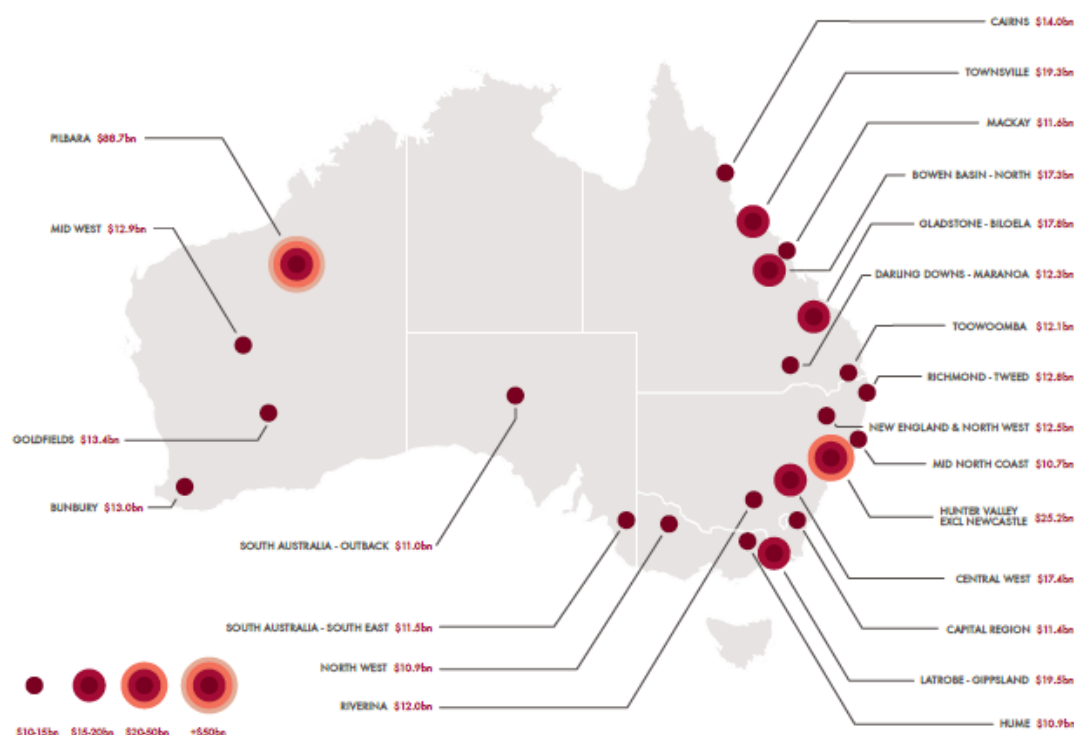 CAIRNS $14.0bn
TOWNSVILLE $19.3bn
MACKAY $11.6bn
PILBARA $88.7bn
BOWEN BASIN - NORTH $17.3bn
GLADSTONE - BILOELA $17.8bn
MID WEST $12.9bn
DARLING DOWNS - MARANOA $12.3bn
TOOWOOMBA $12.1bn
RICHMOND - TWEED $12.8bn
NEW ENGLAND & NORTH WEST $12.5bn
GOLDFIELDS $13.4bn
MID NORTH COAST $10.7bn
BUNBURY $13.0bn
HUNTER VALLEY
EXCL NEWCASTLE $25.2bn
SOUTH AUSTRALIA - OUTBACK $11.0bn
CENTRAL WEST $17.4bn
SOUTH AUSTRALIA - SOUTH EAST $11.5bn
CAPITAL REGION $11.4bn
NORTH WEST $10.9bn
LATROBE - GIPPSLAND $19.5bn
RIVERINA $12.0bn
HUME $10.9bn
$10-15bn $15-20bn $20-50bn +$50bn